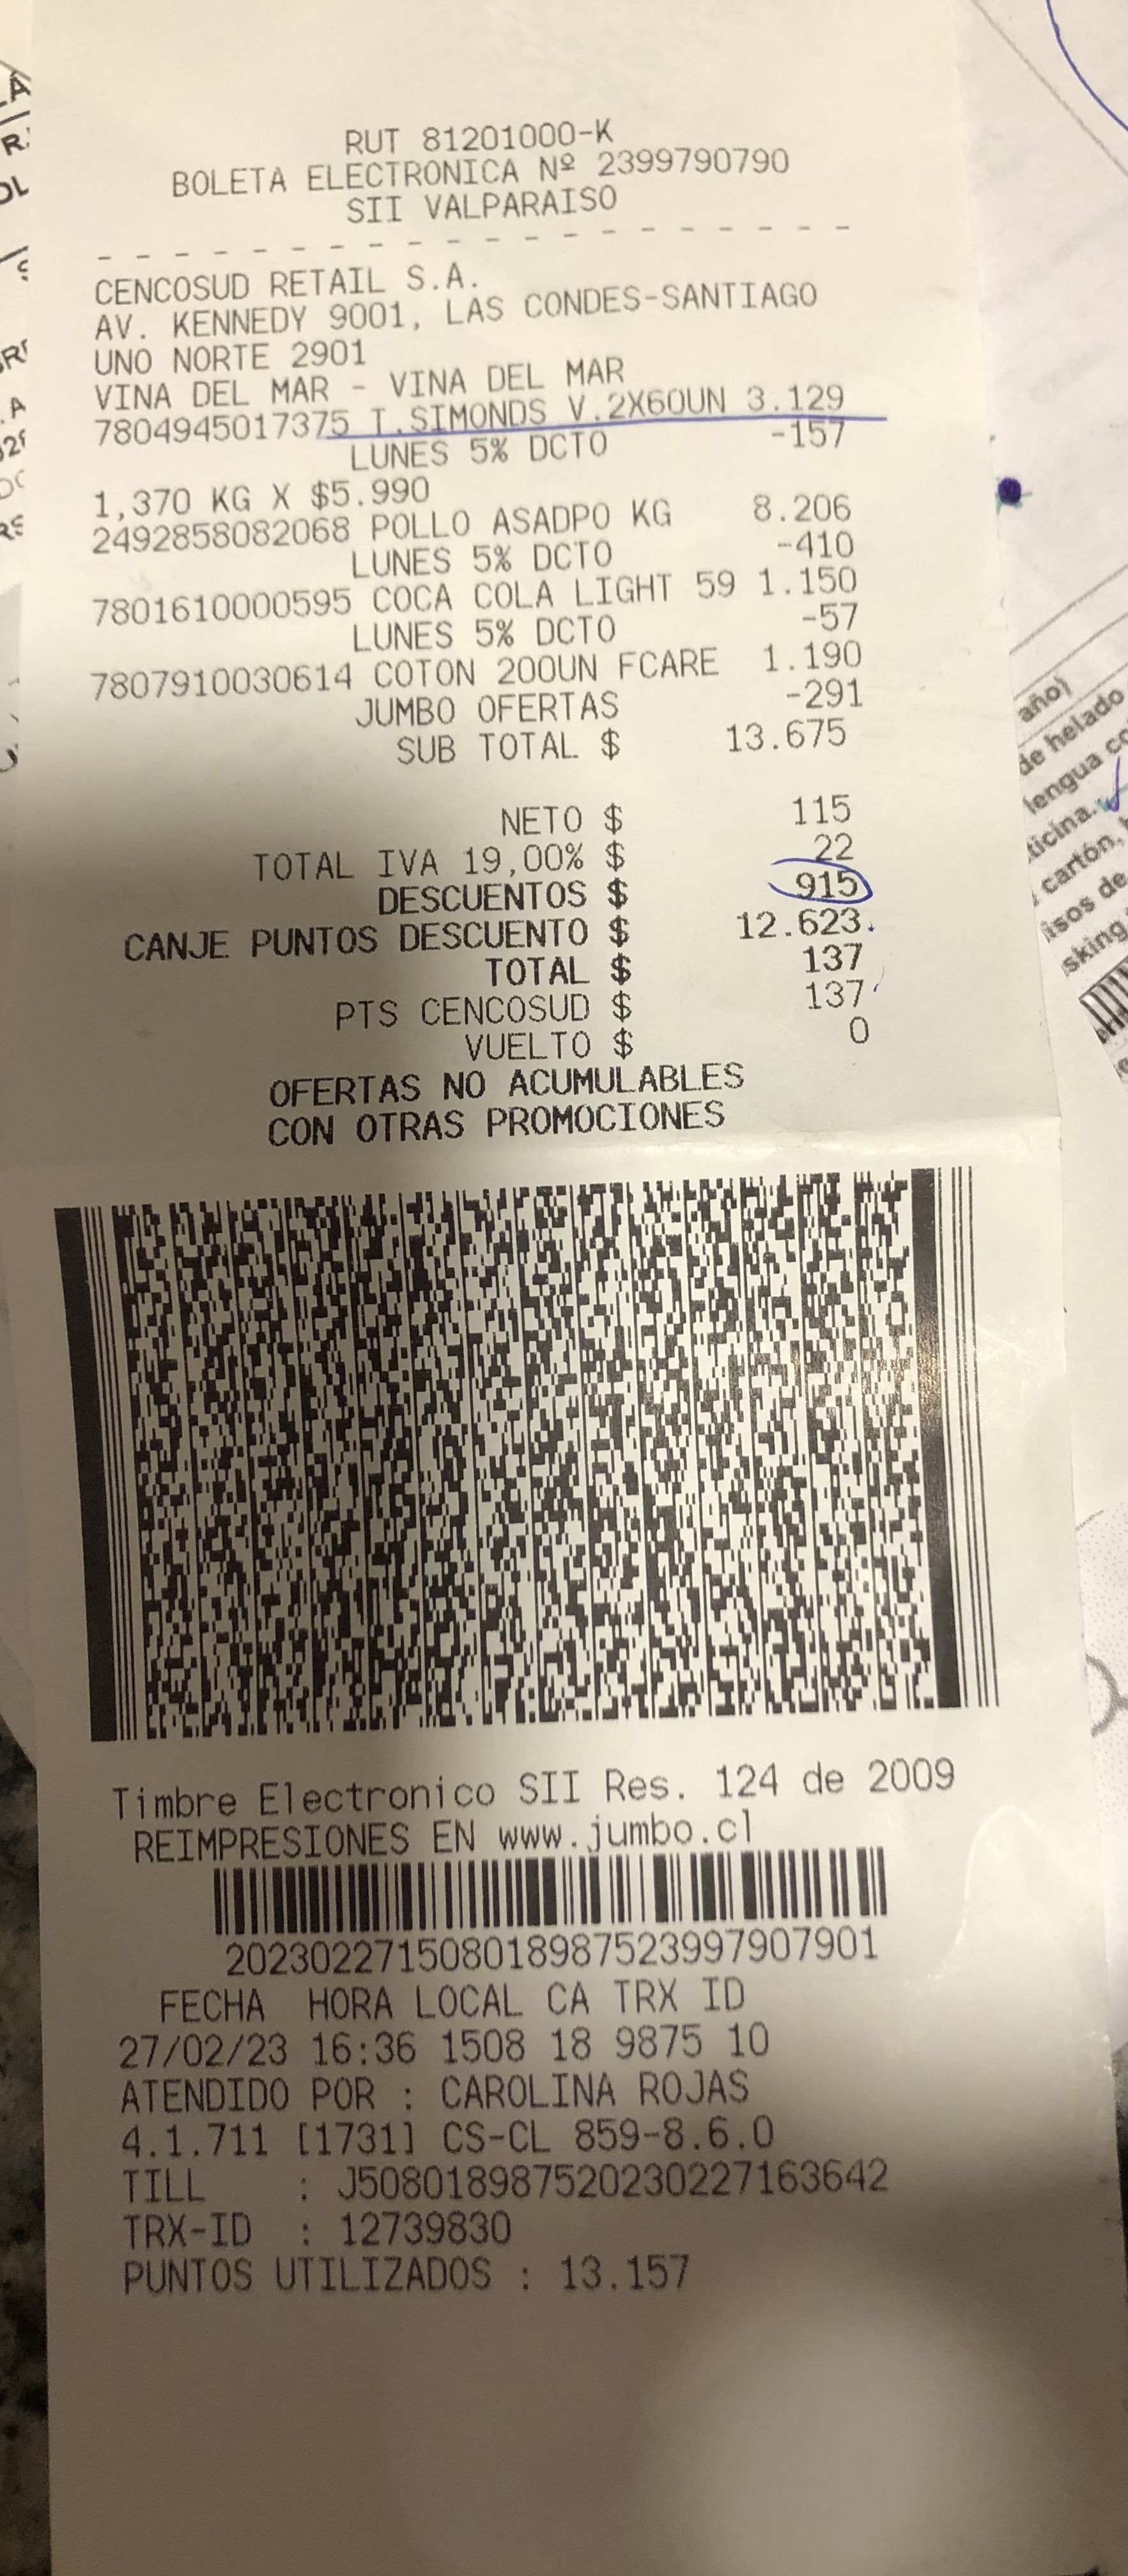 RUT 81201000-K
BOLETA ELECTRONICA Nº 2399790790
SII VALPARAISO
- - - - - - - - - - - - - - - - - - - -
CENCOSUD RETAIL S.A.
AV. KENNEDY 9001, LAS CONDES-SANTIAGO
UNO NORTE 2901
VINA DEL MAR - VINA DEL MAR
7804945017375 T.SIMONDS V.2X60UN 3.129
LUNES 5% DCTO -157
1,370 KG X $5.990
2492858082068 POLLO ASADPO KG 8.206
LUNES 5% DCTO -410
7801610000595 COCA COLA LIGHT 59 1.150
LUNES 5% DCTO -57
7807910030614 COTON 200UN FCARE 1.190
JUMBO OFERTAS -291
SUB TOTAL $ 13.675
NETO $ 115
TOTAL IVA 19,00% $ 22
DESCUENTOS $ 915
CANJE PUNTOS DESCUENTO $ 12.623
TOTAL $ 137
PTS CENCOSUD $ 137
VUELTO $ 0
OFERTAS NO ACUMULABLES
CON OTRAS PROMOCIONES
Timbre Electronico SII Res. 124 de 2009
REIMPRESIONES EN www.jumbo.cl
202302271508018987523997907901
FECHA HORA LOCAL CA TRX ID
27/02/23 16:36 1508 18 9875 10
ATENDIDO POR : CAROLINA ROJAS
4.1.711 [1731] CS-CL 859-8.6.0
TILL : J50801898752023022716364​2
TRX-ID : 12739830
PUNTOS UTILIZADOS : 13.157
año)
de helado
lengua
cartón,